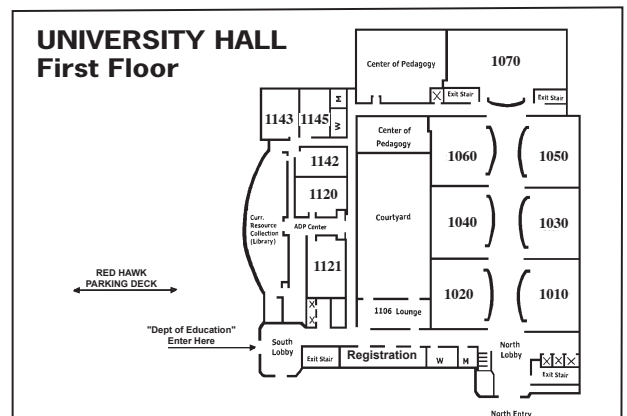 UNIVERSITY HALL
First Floor
Center of Pedagogy
1070
X
Exit Stair
Exit Stair
1143
1145
M
W
Center of
Pedagogy
1060
1050
1142
1120
Curr.
Resource
Collection
(Library)
ADP Center
Courtyard
1040
1030
1121
RED HAWK
PARKING DECK
1020
1010
X
X
1106 Lounge
"Dept of Education"
Enter Here
South
Lobby
Exit Stair
Registration
W
M
North
Lobby
X X X
Exit Stair
North Entry